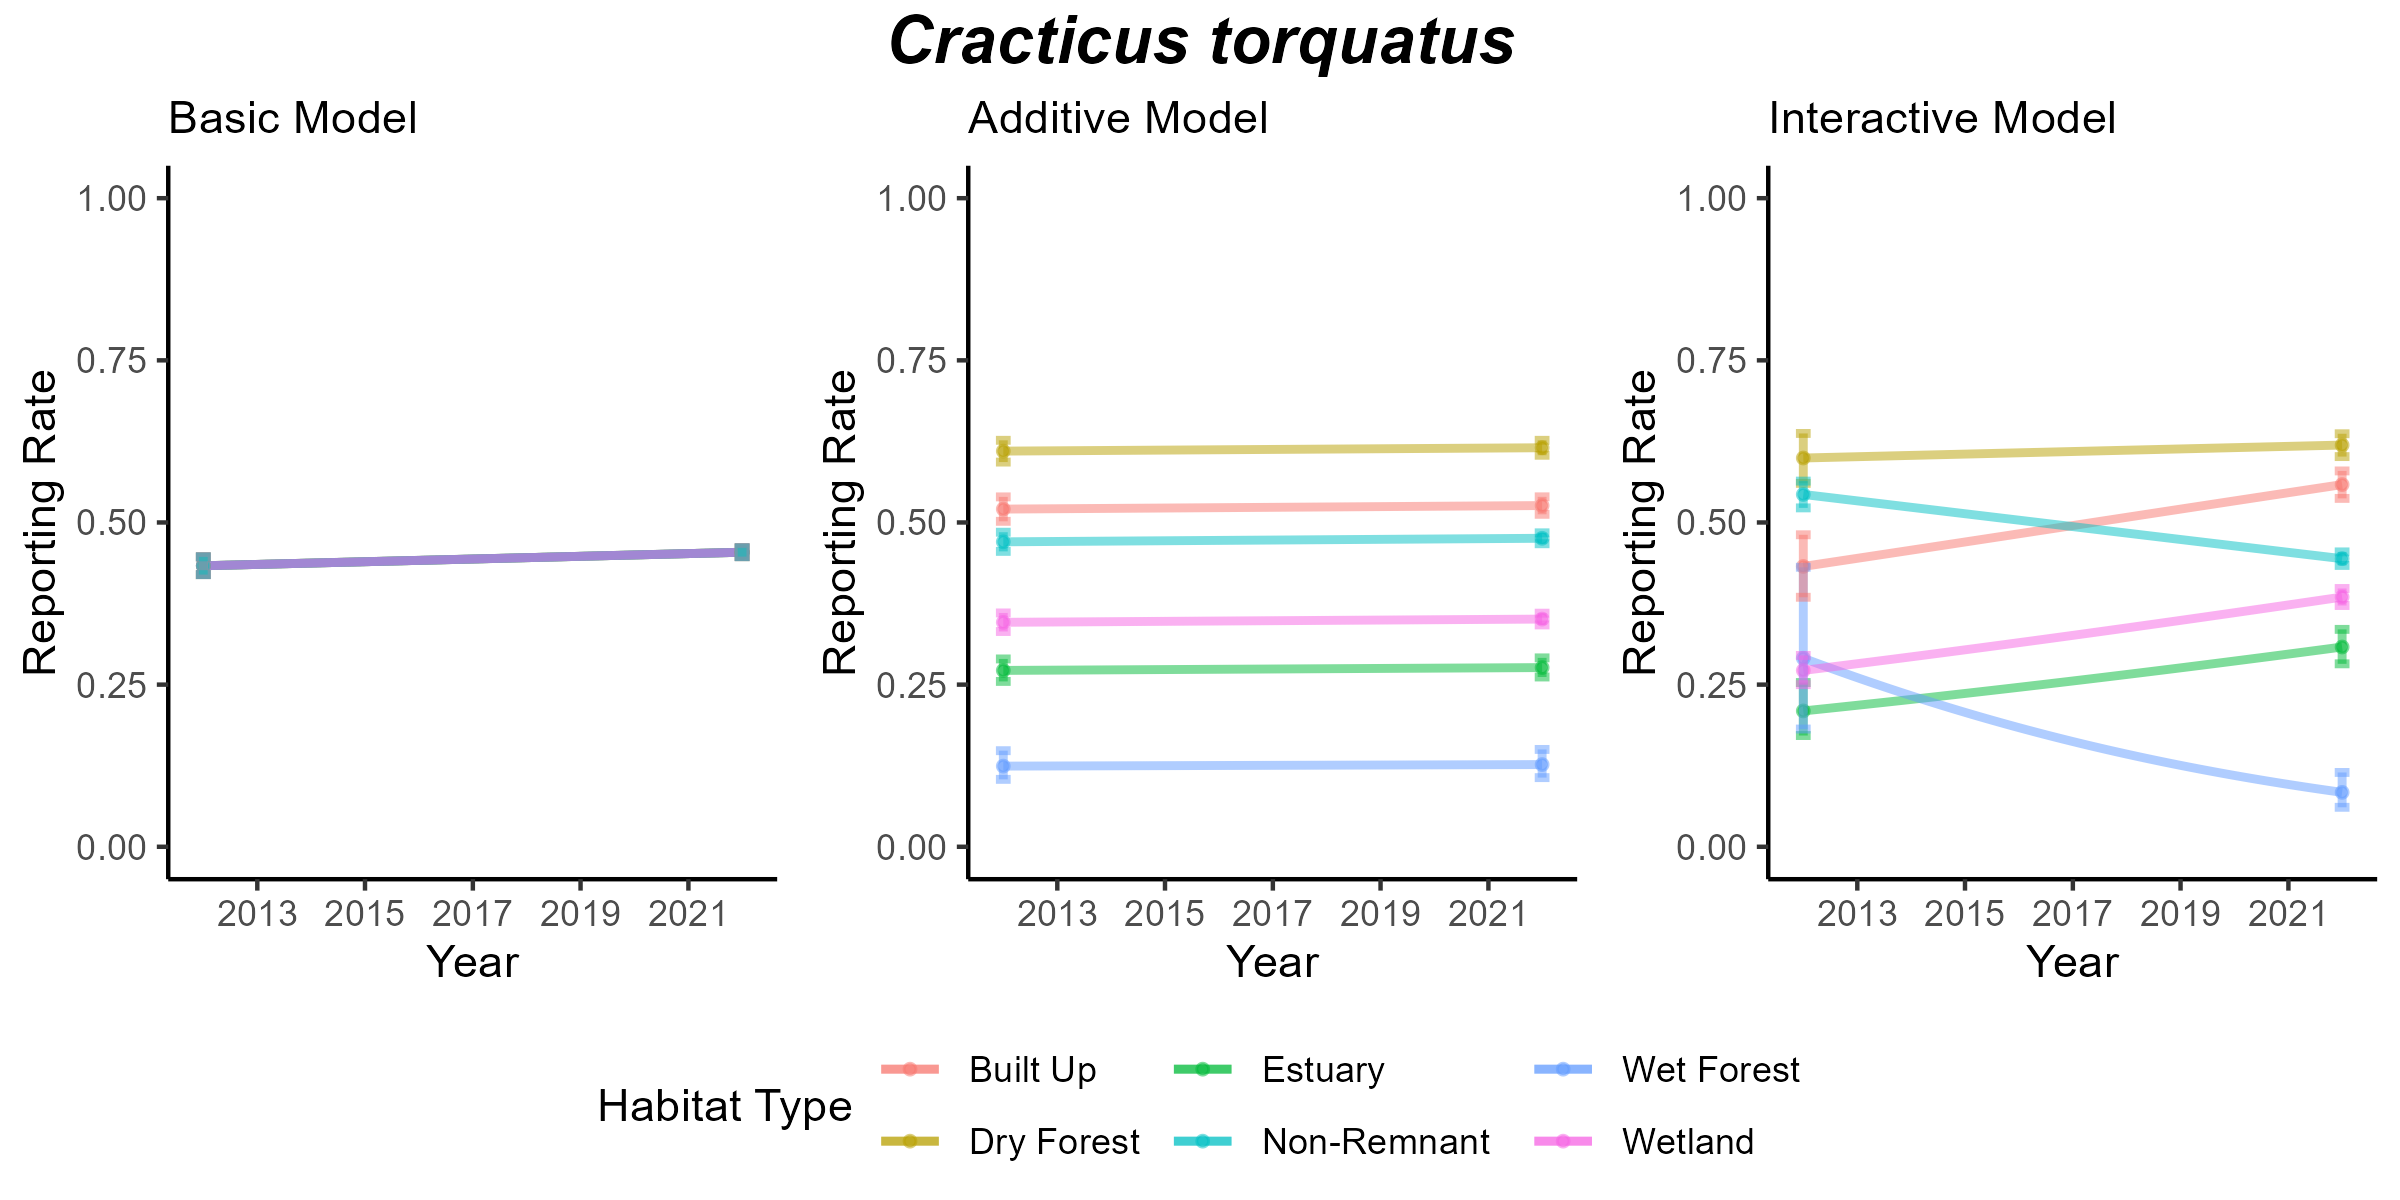 Cracticus torquatus
Basic Model
Additive Model
Interactive Model
Reporting Rate
1.00
0.75
0.50
0.25
0.00
2013 2015 2017 2019 2021
Year
Reporting Rate
1.00
0.75
0.50
0.25
0.00
2013 2015 2017 2019 2021
Year
Reporting Rate
1.00
0.75
0.50
0.25
0.00
2013 2015 2017 2019 2021
Year
Habitat Type
Built Up
Dry Forest
Estuary
Non-Remnant
Wet Forest
Wetland